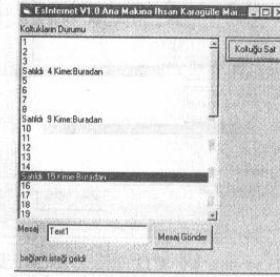 EsInternet V1.0 Ana Makina Ihsan Karagülle Mar...
Koltukların Durumu
1
2
3
Satıldı 4 Kime:Buradan
5
6
7
8
Satıldı 9 Kime:Buradan
10
11
12
13
14
Satıldı 15 Kime:Buradan
16
17
18
19
Koltuğu Sat
Mesaj
Text1
Mesaj Gönder
bağlantı isteği geldi